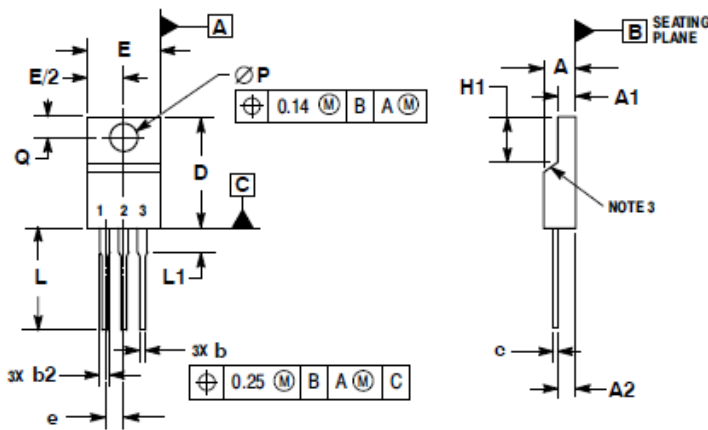 E
A
B SEATING PLANE
E/2
Ø P
A
H1
A1
⌖ 0.14 Ⓜ B A Ⓜ
Q
D
C
NOTE 3
1 2 3
L
L1
3X b
c
3X b2
⌖ 0.25 Ⓜ B A Ⓜ C
A2
e